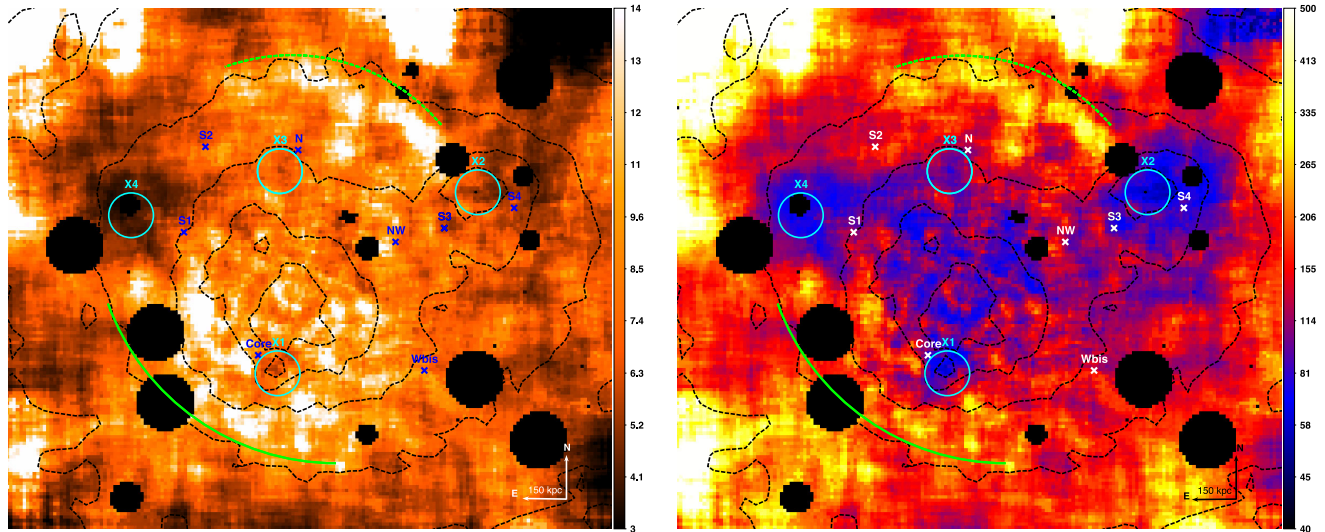 14
13
12
11
9.6
8.5
7.4
6.3
5.2
4.1
3
S2
X3
N
X4
X2
S4
S1
S3
NW
Core
X1
Wbis
N
E
150 kpc
500
413
335
265
206
155
114
81
58
45
40
S2
X3
N
X4
X2
S4
S1
S3
NW
Core
X1
Wbis
N
E
150 kpc